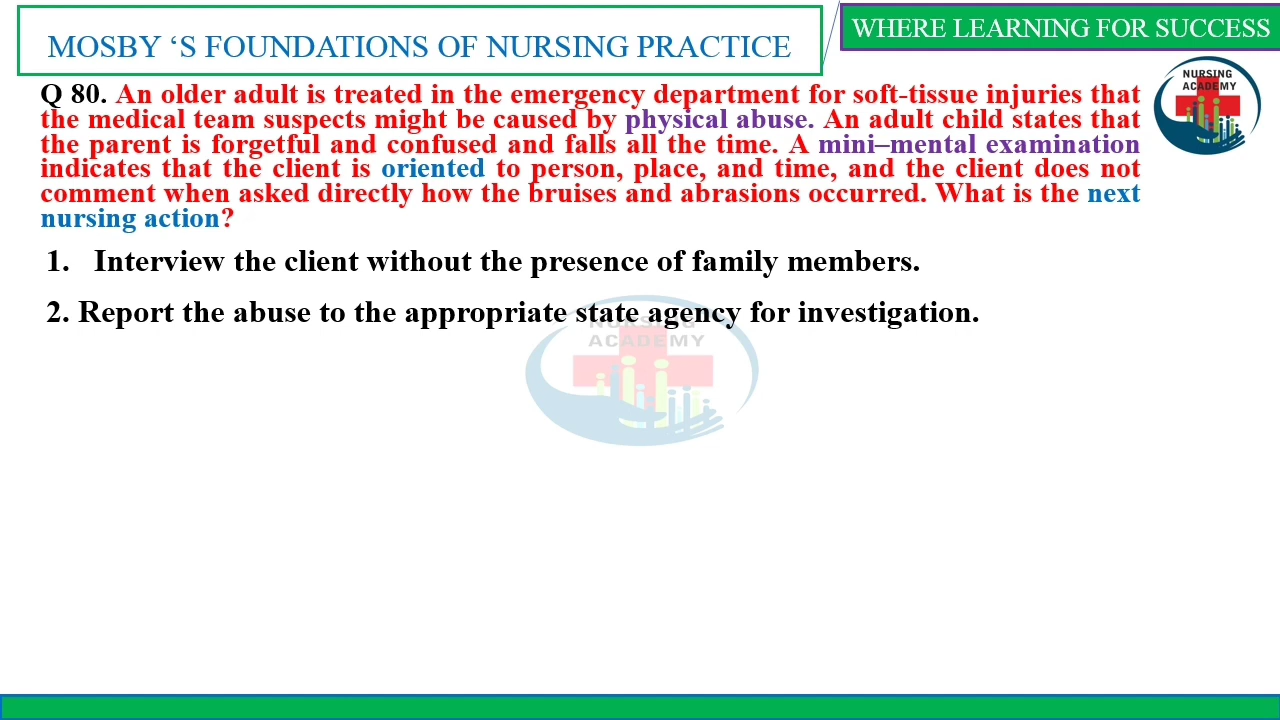 MOSBY ‘S FOUNDATIONS OF NURSING PRACTICE
WHERE LEARNING FOR SUCCESS
NURSING
ACADEMY
Q 80. An older adult is treated in the emergency department for soft-tissue injuries that
the medical team suspects might be caused by physical abuse. An adult child states that
the parent is forgetful and confused and falls all the time. A mini–mental examination
indicates that the client is oriented to person, place, and time, and the client does not
comment when asked directly how the bruises and abrasions occurred. What is the next
nursing action?
1. Interview the client without the presence of family members.
2. Report the abuse to the appropriate state agency for investigation.
NURSING
ACADEMY